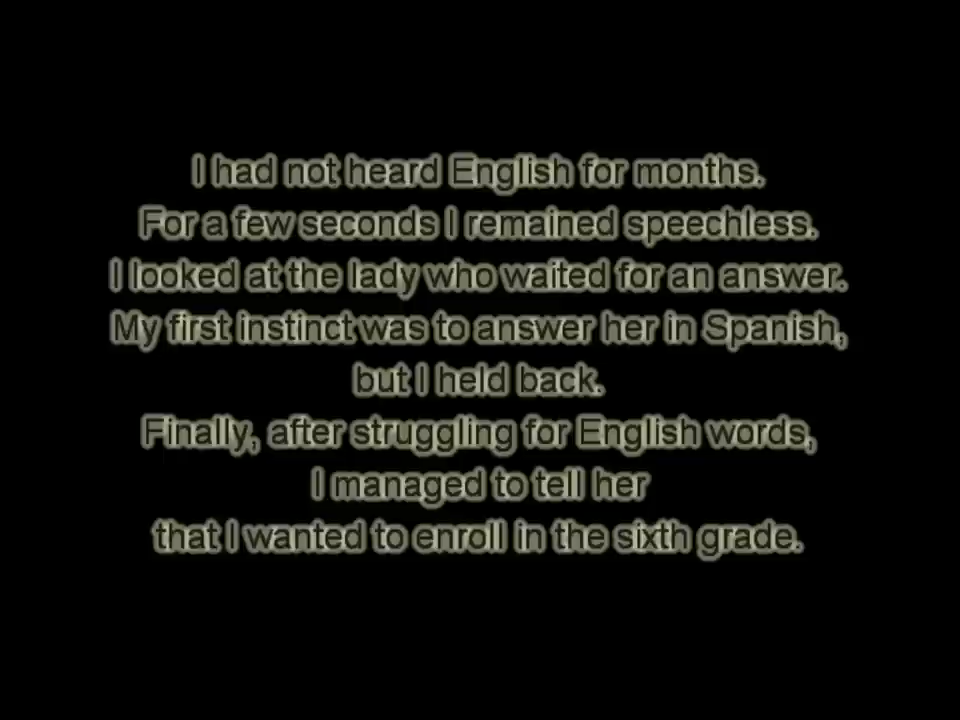 I had not heard English for months.
For a few seconds I remained speechless.
I looked at the lady who waited for an answer.
My first instinct was to answer her in Spanish,
but I held back.
Finally, after struggling for English words,
I managed to tell her
that I wanted to enroll in the sixth grade.